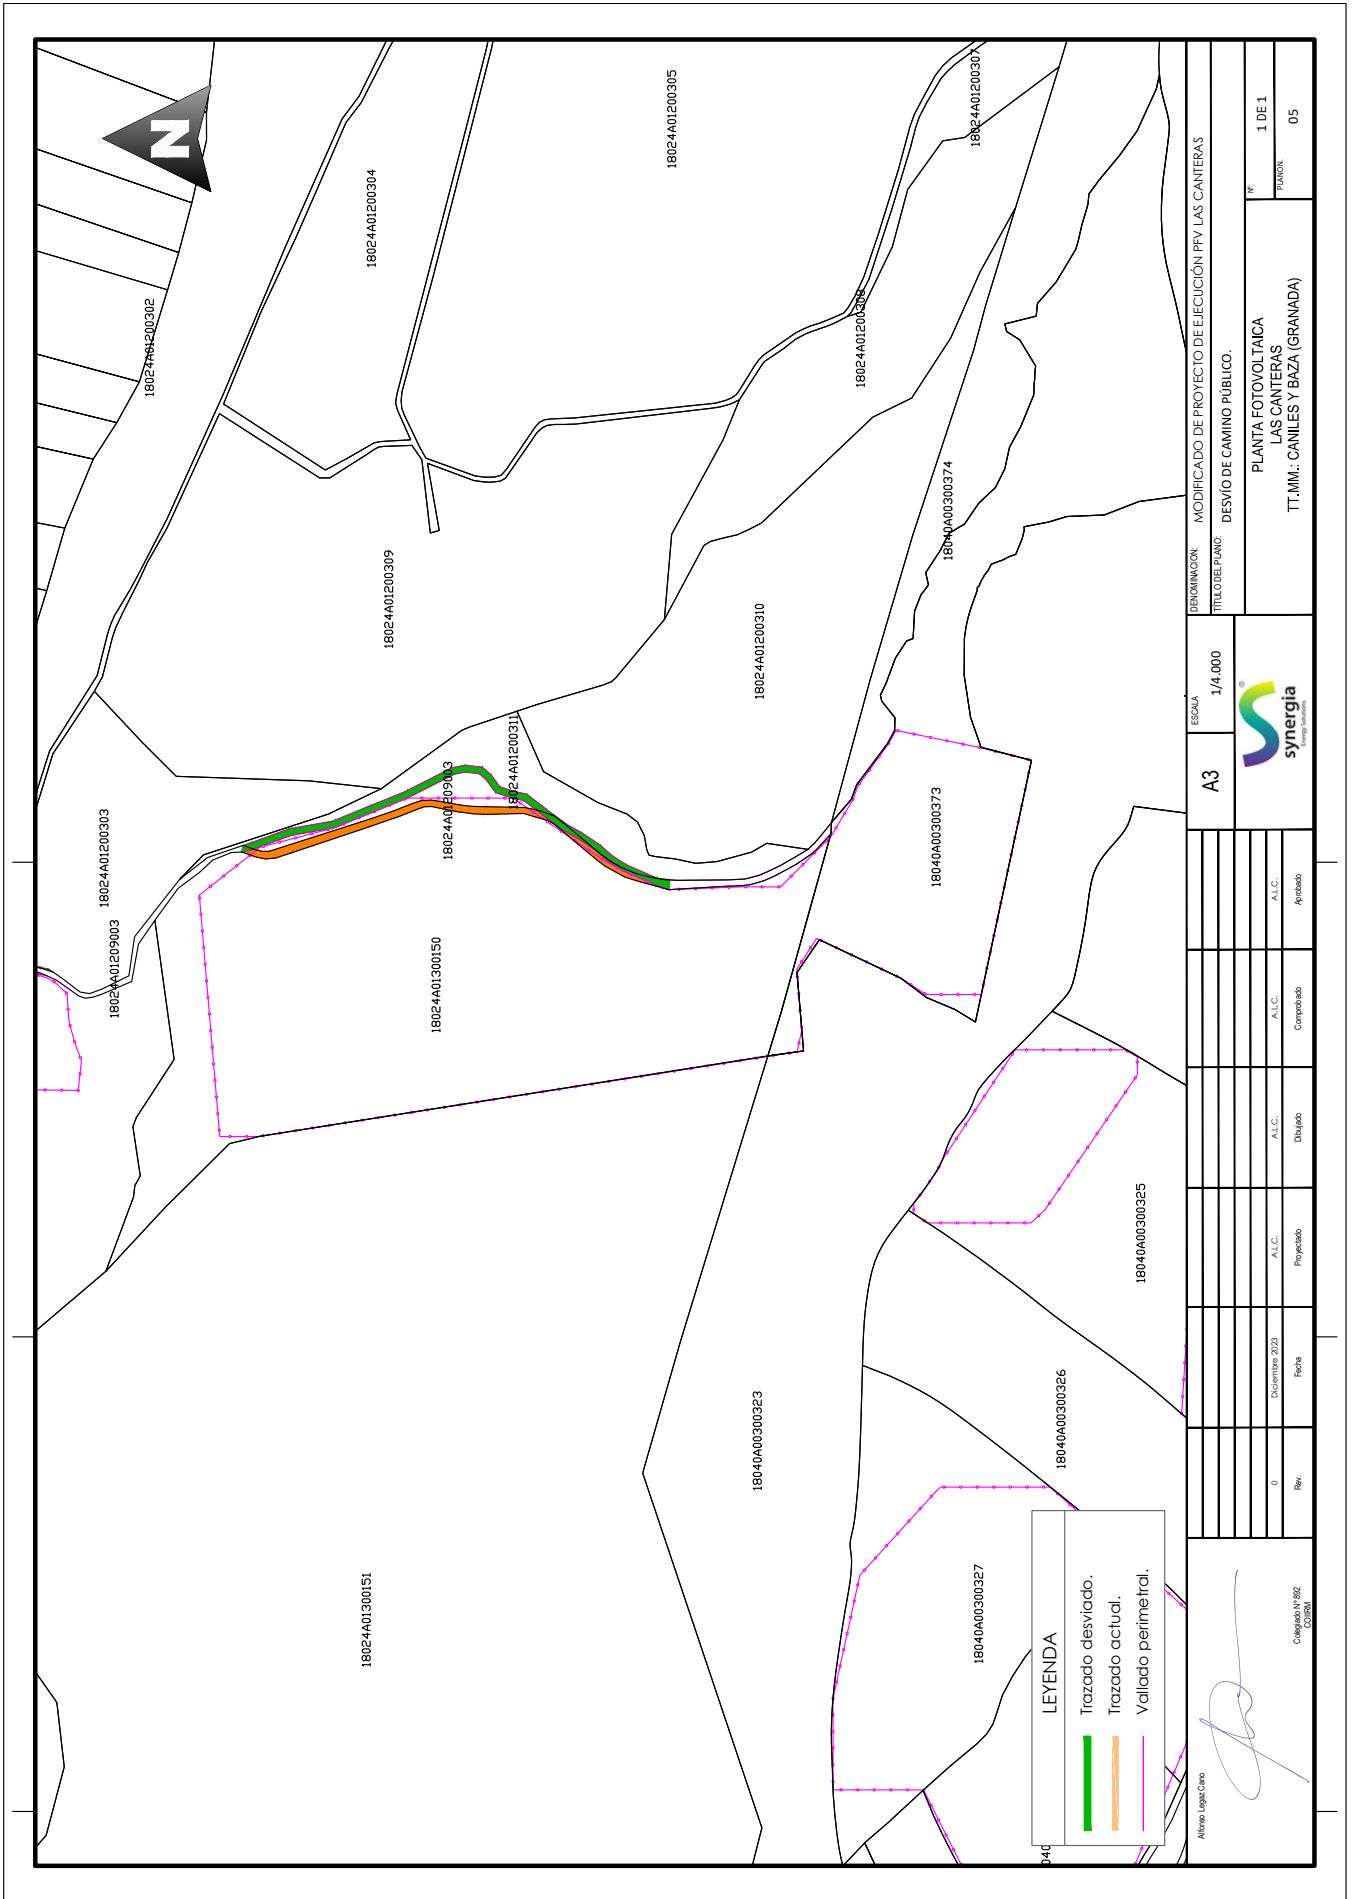 N
18024A01200302
18024A01200304
18024A01200305
18024A01200307
18024A01200308
18024A01200309
18024A01200310
18040A00300374
18024A01200311
18024A01209003
18024A01200303
18024A01209003
18024A01300150
18040A00300373
18040A00300325
18040A00300323
18040A00300326
18024A01300151
18040A00300327
040
LEYENDA
Trazado desviado.
Trazado actual.
Vallado perimetral.
Alfonso Legaz Cano
Colegiado Nº 892
COIIRM
0
Diciembre 2023
A.L.C.
A.L.C.
A.L.C.
A.L.C.
Rev.
Fecha
Proyectado
Dibujado
Comprobado
Aprobado
A3
ESCALA
1/4.000
synergia
Energy Solutions
®
DENOMINACION:
MODIFICADO DE PROYECTO DE EJECUCIÓN PFV LAS CANTERAS
TÍTULO DEL PLANO:
DESVÍO DE CAMINO PÚBLICO.
PLANTA FOTOVOLTAICA
LAS CANTERAS
TT.MM.: CANILES Y BAZA (GRANADA)
Nº:
1 DE 1
PLANO N.
05